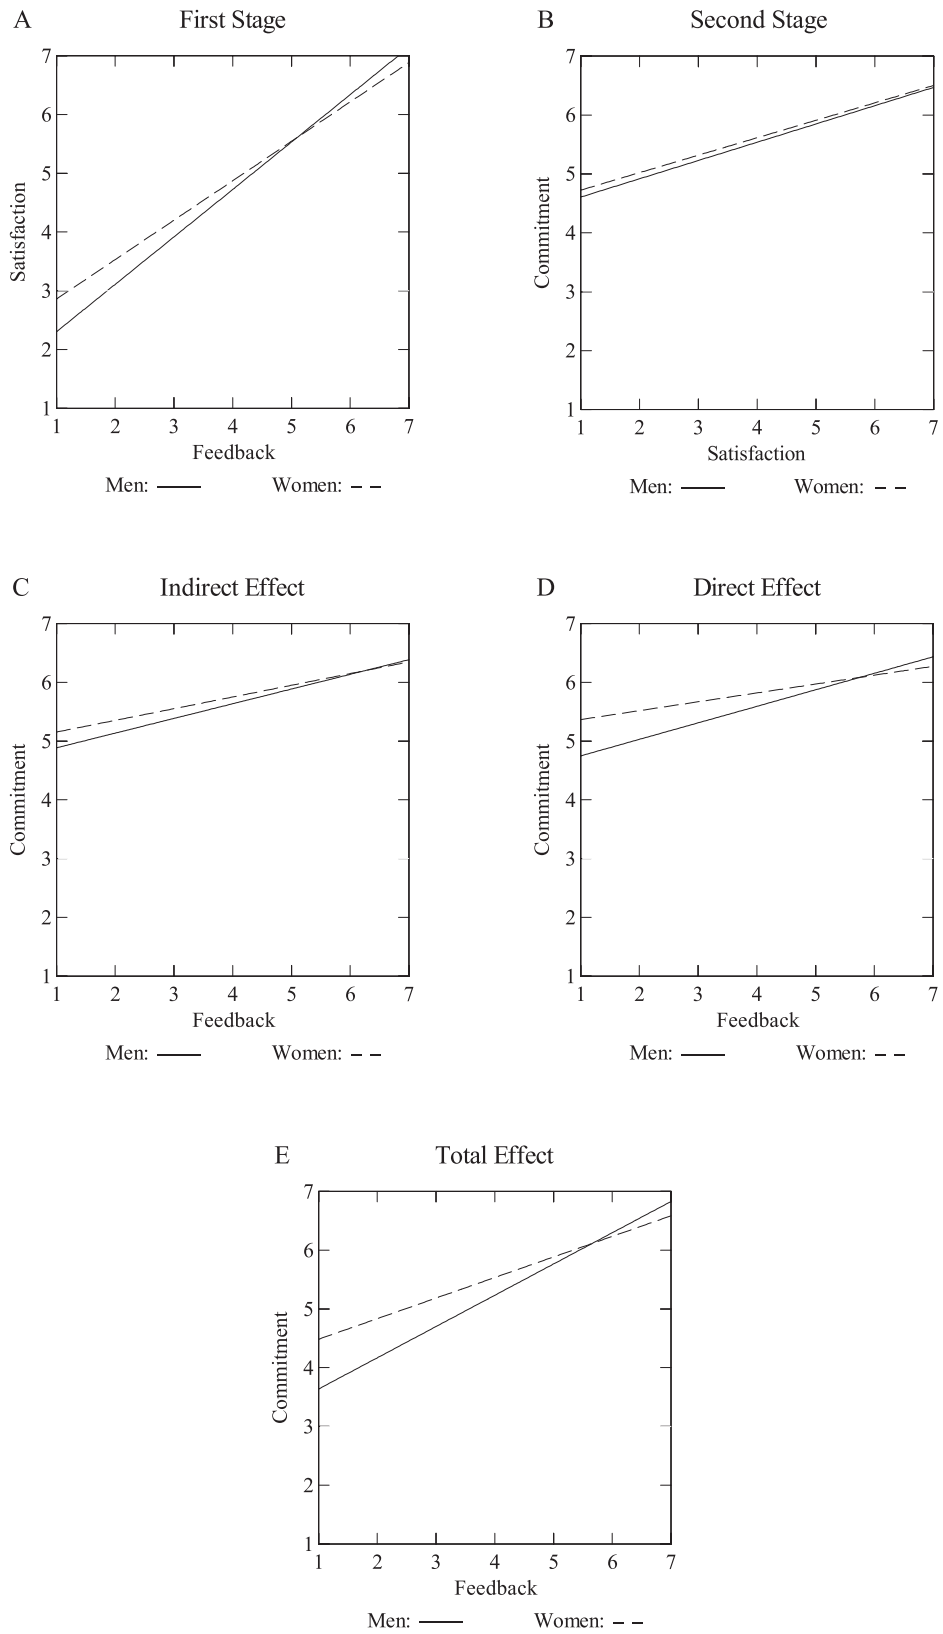 A First Stage
7
6
5
4
3
2
1
Satisfaction
1 2 3 4 5 6 7
Feedback
Men: Women:
B Second Stage
7
6
5
4
3
2
1
Commitment
1 2 3 4 5 6 7
Satisfaction
Men: Women:
C Indirect Effect
7
6
5
4
3
2
1
Commitment
1 2 3 4 5 6 7
Feedback
Men: Women:
D Direct Effect
7
6
5
4
3
2
1
Commitment
1 2 3 4 5 6 7
Feedback
Men: Women:
E Total Effect
7
6
5
4
3
2
1
Commitment
1 2 3 4 5 6 7
Feedback
Men: Women: